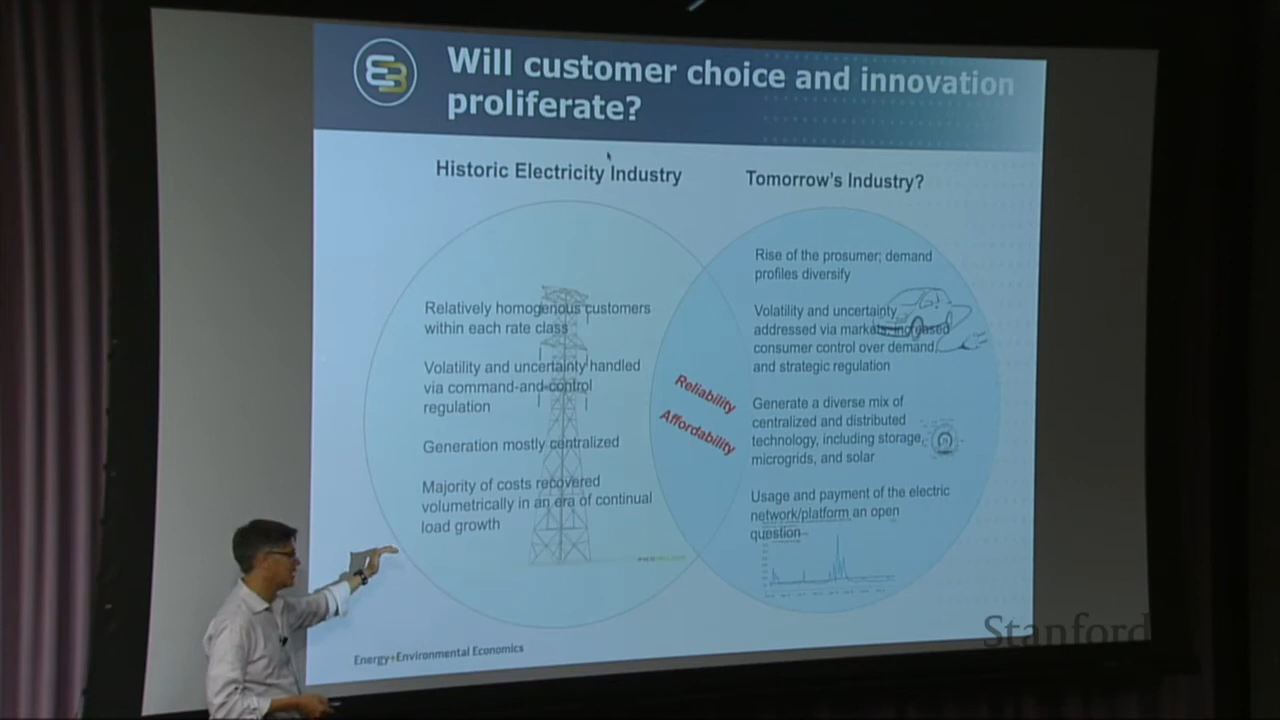 Will customer choice and innovation
proliferate?
Historic Electricity Industry
Relatively homogenous customers
within each rate class
Volatility and uncertainty handled
via command-and-control
regulation
Generation mostly centralized
Majority of costs recovered
volumetrically in an era of continual
load growth
Reliability
Affordability
Tomorrow's Industry?
Rise of the prosumer; demand
profiles diversify
Volatility and uncertainty
addressed via markets, increased
consumer control over demand,
and strategic regulation
Generate a diverse mix of
centralized and distributed
technology, including storage,
microgrids, and solar
Usage and payment of the electric
network/platform an open
question
Energy+Environmental Economics
Stanford